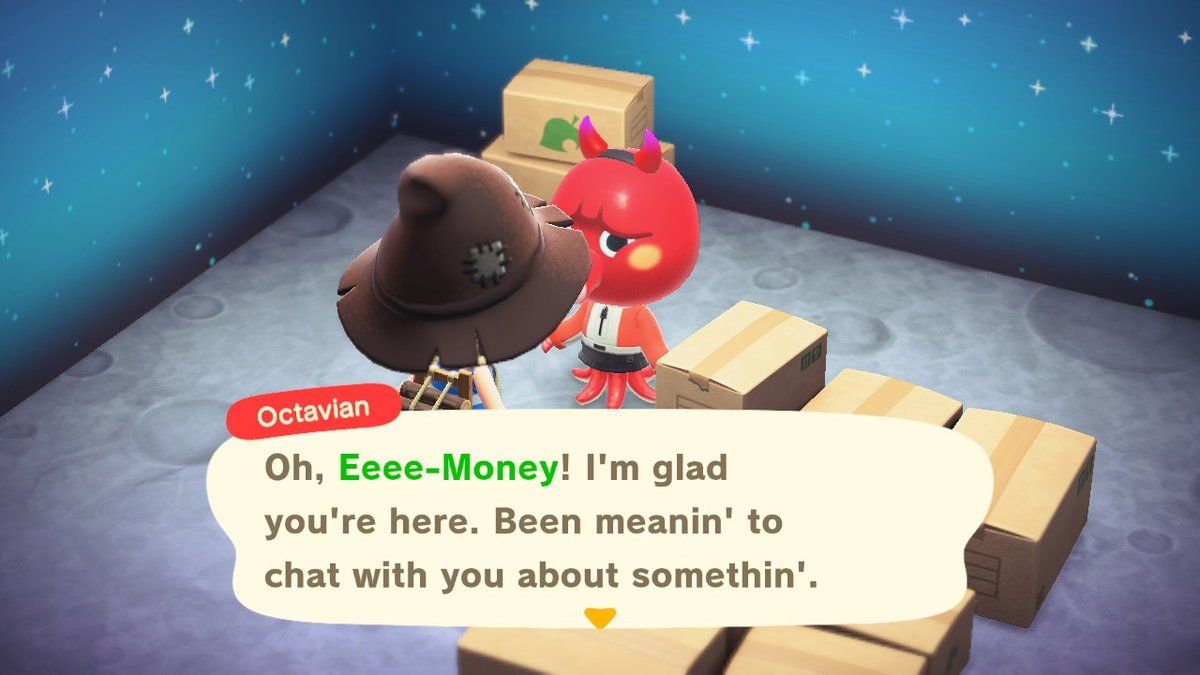 Octavian
Oh, Eeee-Money! I'm glad
you're here. Been meanin' to
chat with you about somethin'.